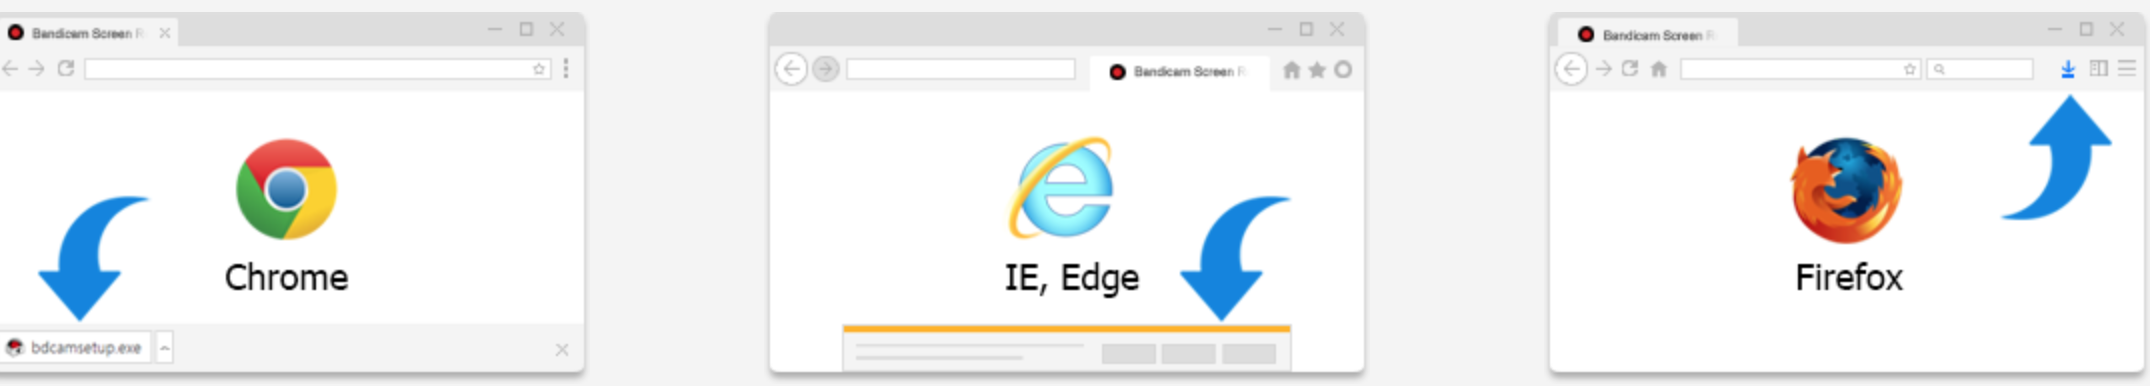 Bandicam Screen R
Chrome
bdcamsetup.exe
Bandicam Screen R
IE, Edge
Bandicam Screen R
Firefox